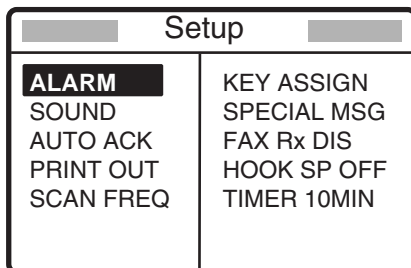 Setup
ALARM
SOUND
AUTO ACK
PRINT OUT
SCAN FREQ
KEY ASSIGN
SPECIAL MSG
FAX Rx DIS
HOOK SP OFF
TIMER 10MIN